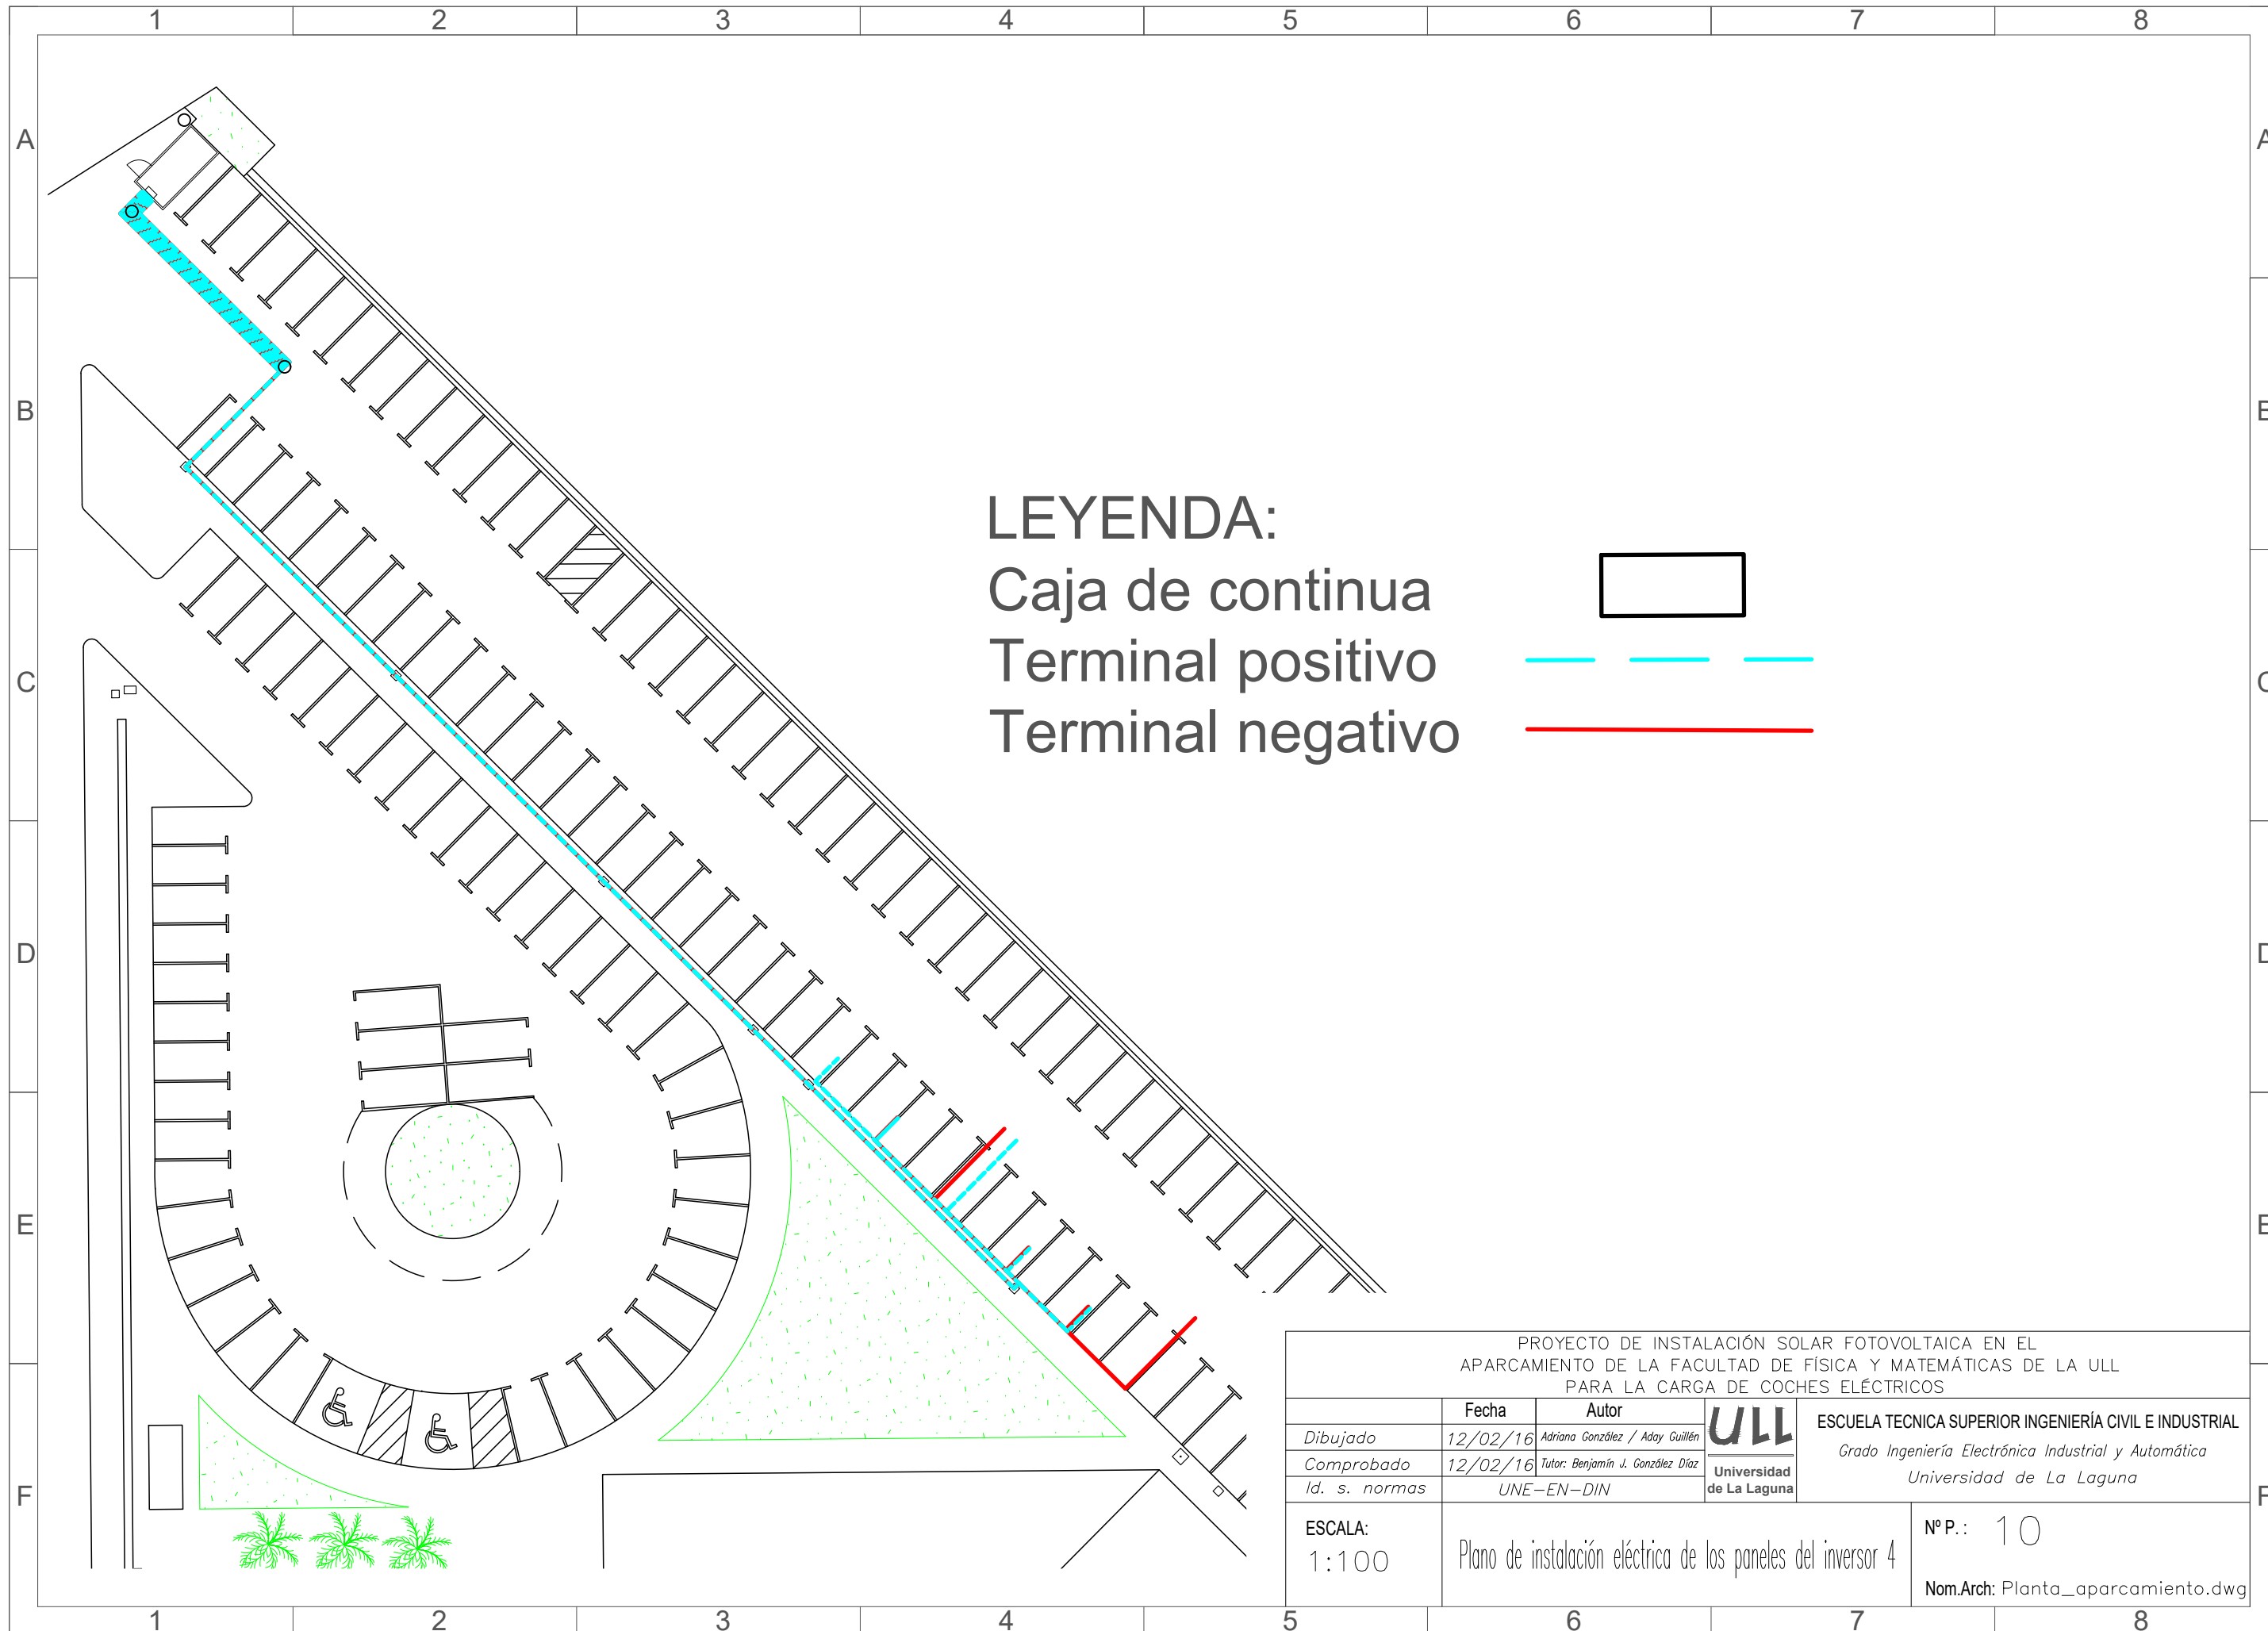 1 2 3 4 5 6 7 8
A A
B B
C C
D D
E E
F F
LEYENDA:
Caja de continua
Terminal positivo
Terminal negativo
PROYECTO DE INSTALACIÓN SOLAR FOTOVOLTAICA EN EL
APARCAMIENTO DE LA FACULTAD DE FÍSICA Y MATEMÁTICAS DE LA ULL
PARA LA CARGA DE COCHES ELÉCTRICOS
Fecha Autor
Dibujado 12/02/16 Adriana González / Aday Guillén
Comprobado 12/02/16 Tutor: Benjamín J. González Díaz
Id. s. normas UNE-EN-DIN
ULL
Universidad
de La Laguna
ESCUELA TECNICA SUPERIOR INGENIERÍA CIVIL E INDUSTRIAL
Grado Ingeniería Electrónica Industrial y Automática
Universidad de La Laguna
ESCALA:
1:100
Plano de instalación eléctrica de los paneles del inversor 4
Nº P. : 10
Nom.Arch: Planta_aparcamiento.dwg
1 2 3 4 5 6 7 8